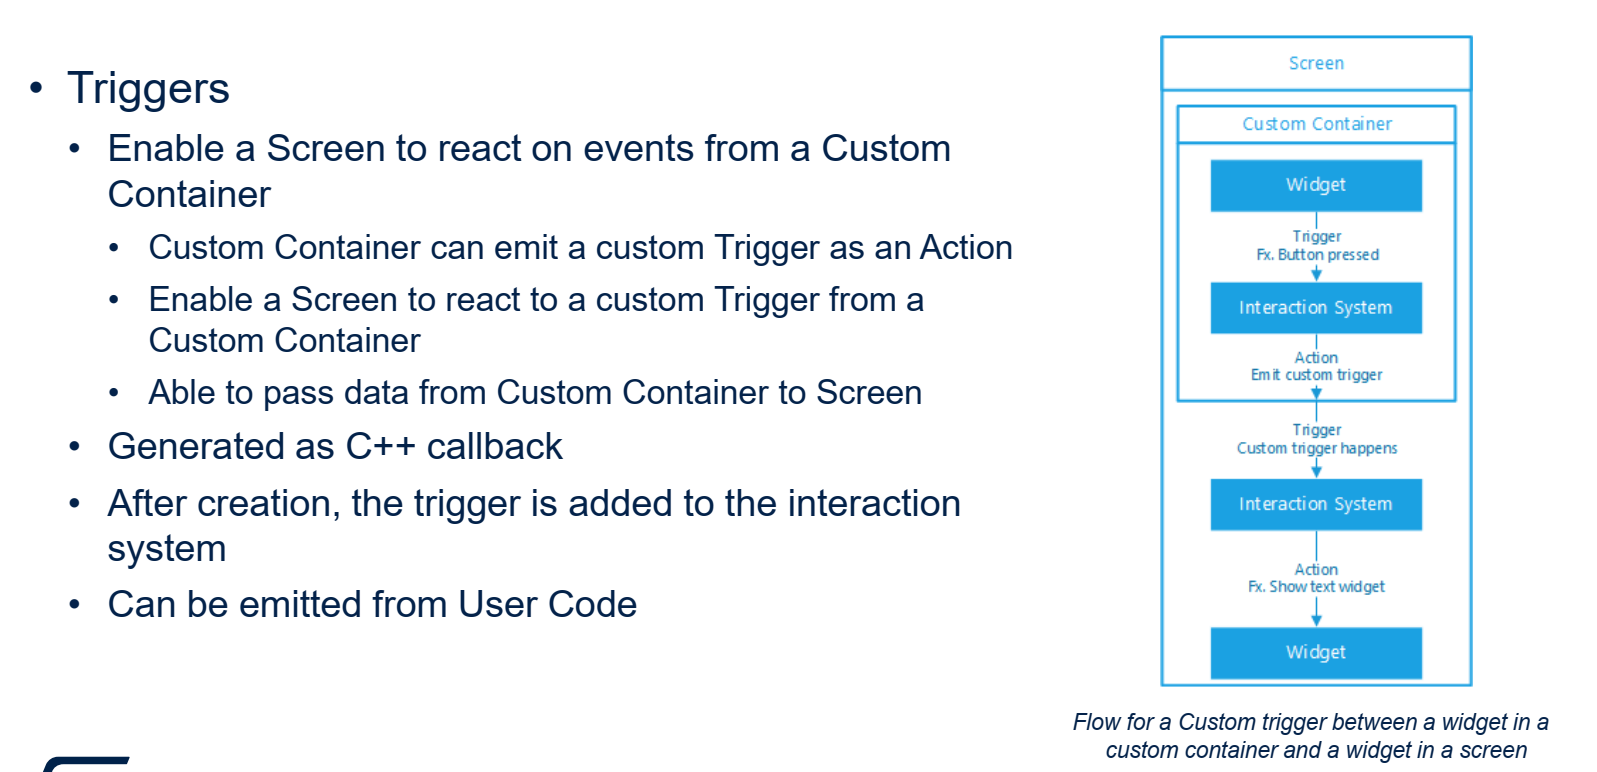 • Triggers
• Enable a Screen to react on events from a Custom
Container
• Custom Container can emit a custom Trigger as an Action
• Enable a Screen to react to a custom Trigger from a
Custom Container
• Able to pass data from Custom Container to Screen
• Generated as C++ callback
• After creation, the trigger is added to the interaction
system
• Can be emitted from User Code
Screen
Custom Container
Widget
Trigger
Fx. Button pressed
Interaction System
Action
Emit custom trigger
Trigger
Custom trigger happens
Interaction System
Action
Fx. Show text widget
Widget
Flow for a Custom trigger between a widget in a
custom container and a widget in a screen